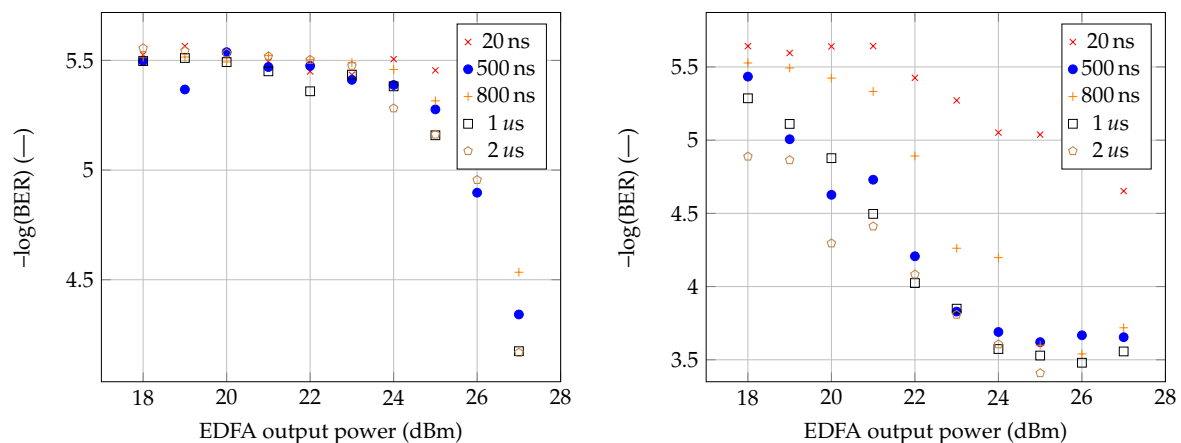 5.5
5
4.5
18
20
22
24
26
28
−log(BER) (—)
EDFA output power (dBm)
20 ns
500 ns
800 ns
1 us
2 us
5.5
5
4.5
4
3.5
18
20
22
24
26
28
−log(BER) (—)
EDFA output power (dBm)
20 ns
500 ns
800 ns
1 us
2 us